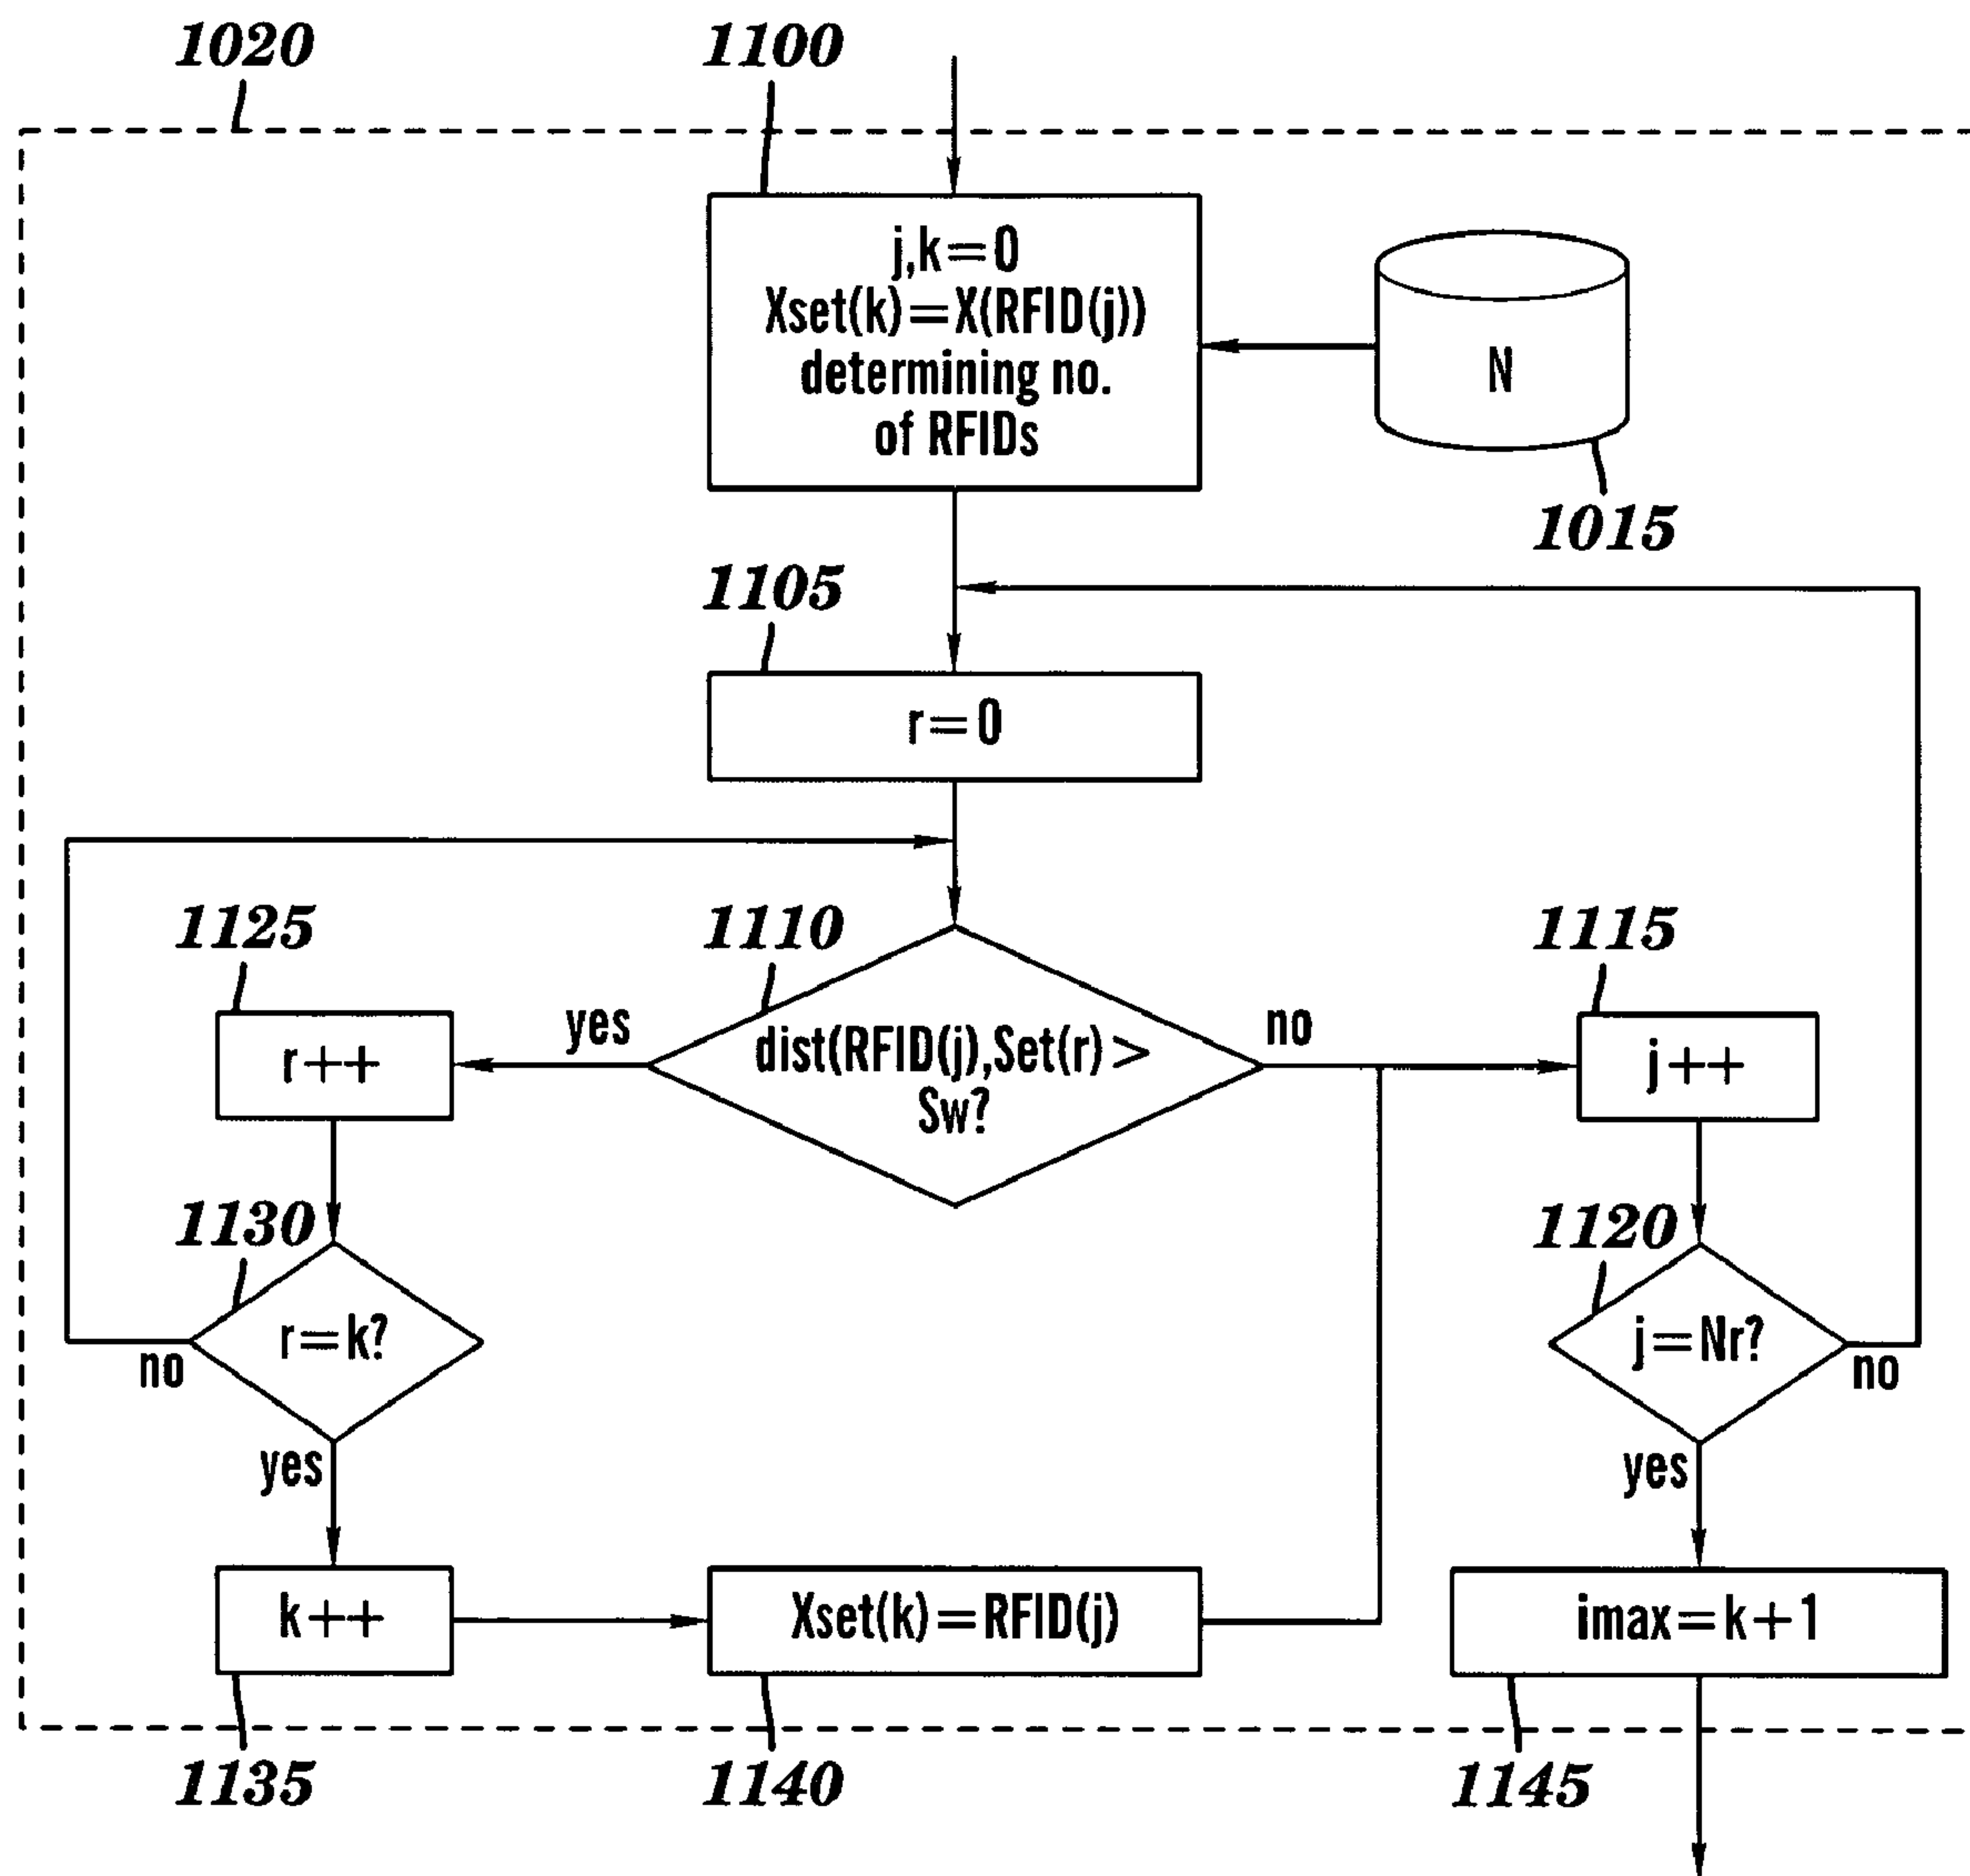 1020
1100
j,k=0
Xset(k)=X(RFID(j))
determining no.
of RFIDs
N
1015
1105
r=0
1125
1110
1115
r++
yes
dist(RFID(j),Set(r)>
Sw?
no
j++
1130
1120
r=k?
no
j=Nr?
no
yes
yes
k++
Xset(k)=RFID(j)
imax=k+1
1135
1140
1145